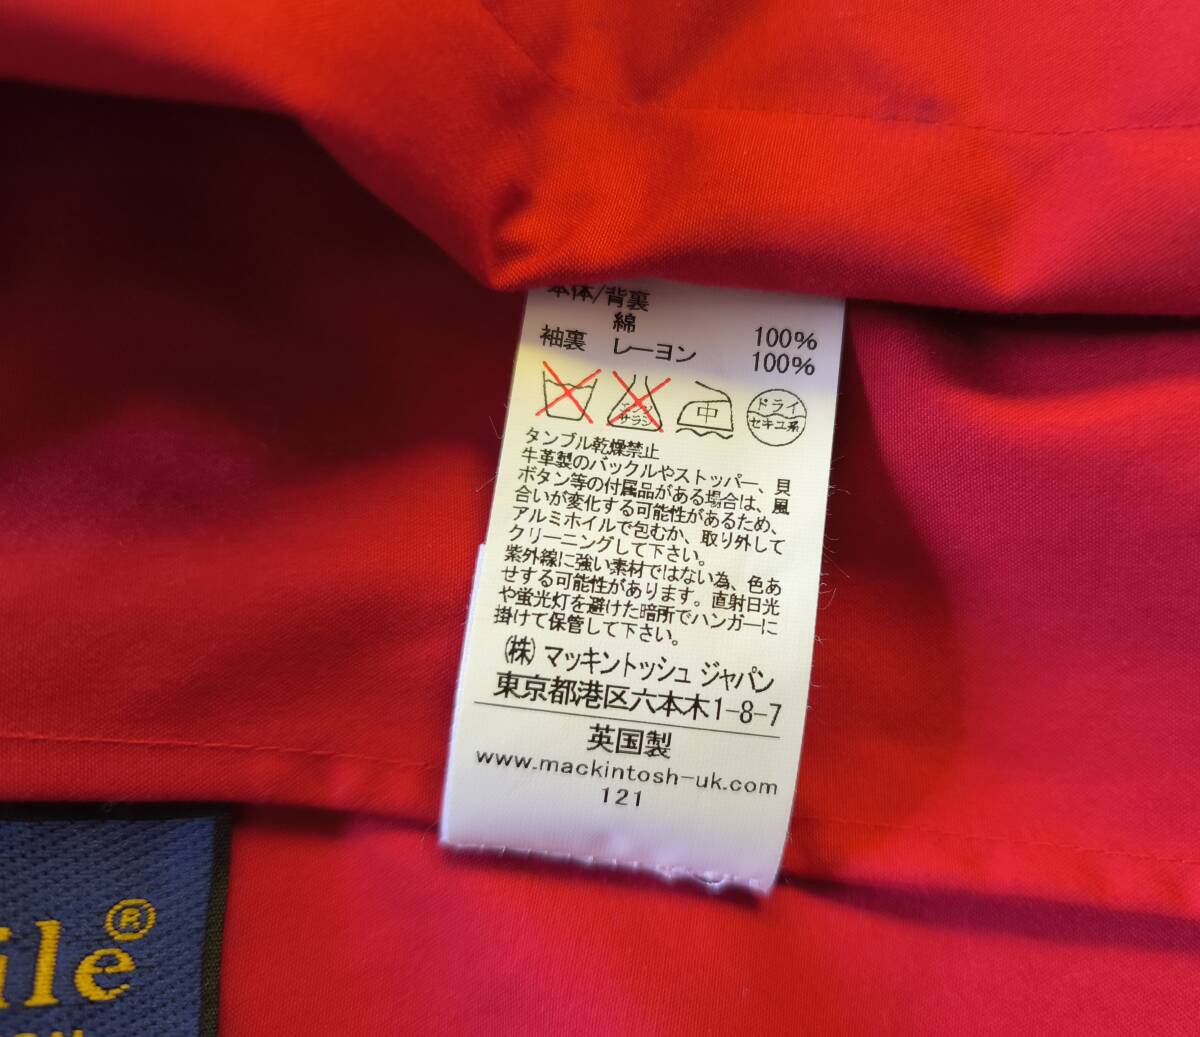 本体/背裏
綿 100%
袖裏 レーヨン 100%
エンソ
サラシ
中
ドライ
セキユ系
タンブル乾燥禁止
牛革製のバックルやストッパー、貝
ボタン等の付属品がある場合は、風
合いが変化する可能性があるため、
アルミホイルで包むか、取り外して
クリーニングして下さい。
紫外線に強い素材ではない為、色あ
せする可能性があります。直射日光
や蛍光灯を避けた暗所でハンガーに
掛けて保管して下さい。
(株) マッキントッシュ ジャパン
東京都港区六本木1-8-7
英国製
www.mackintosh-uk.com
121
ile®